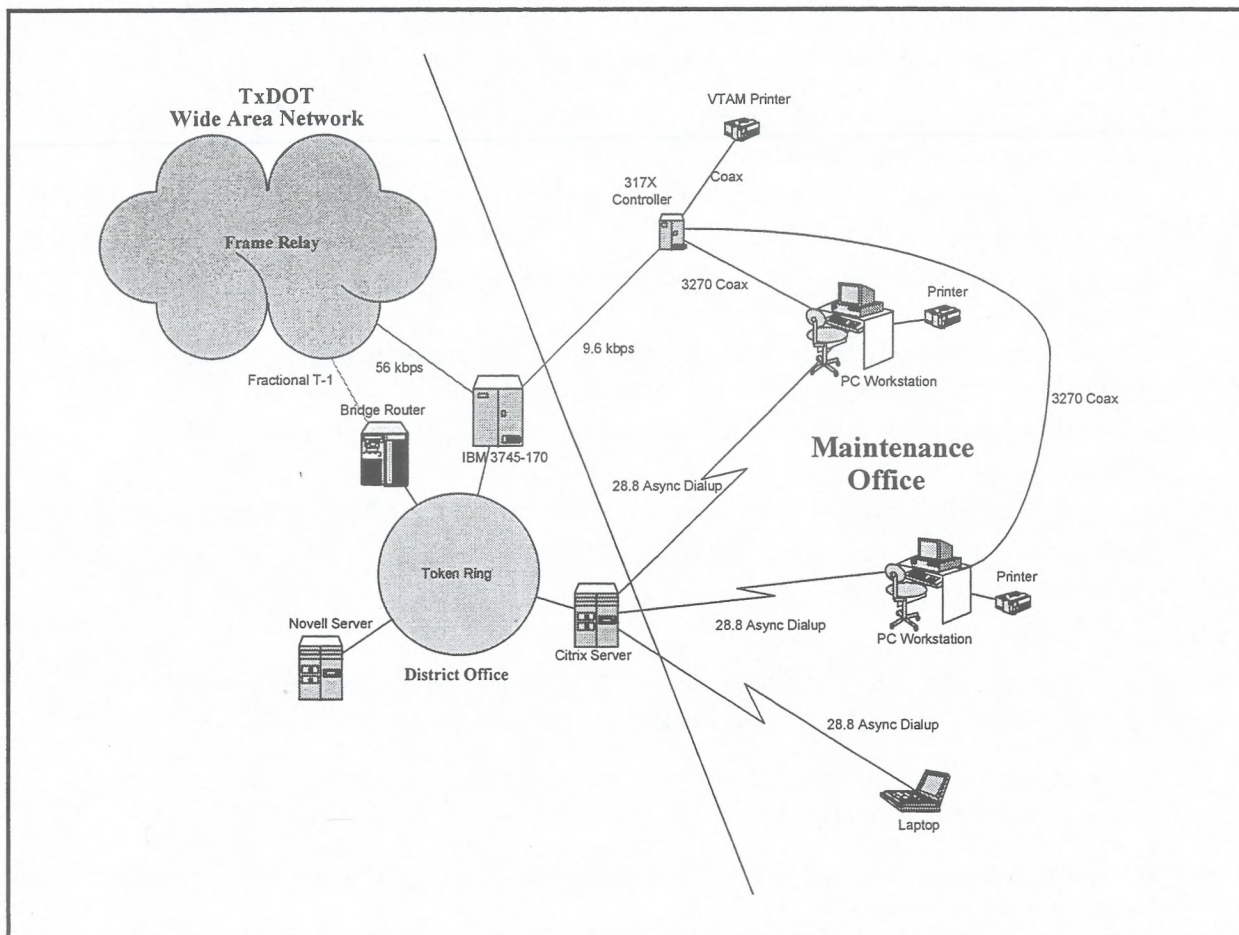 TxDOT
Wide Area Network
Frame Relay
Fractional T-1
56 kbps
Bridge Router
IBM 3745-170
Token Ring
Novell Server
District Office
Citrix Server
VTAM Printer
Coax
317X
Controller
3270 Coax
Printer
9.6 kbps
PC Workstation
3270 Coax
Maintenance
Office
28.8 Async Dialup
Printer
28.8 Async Dialup
PC Workstation
28.8 Async Dialup
Laptop